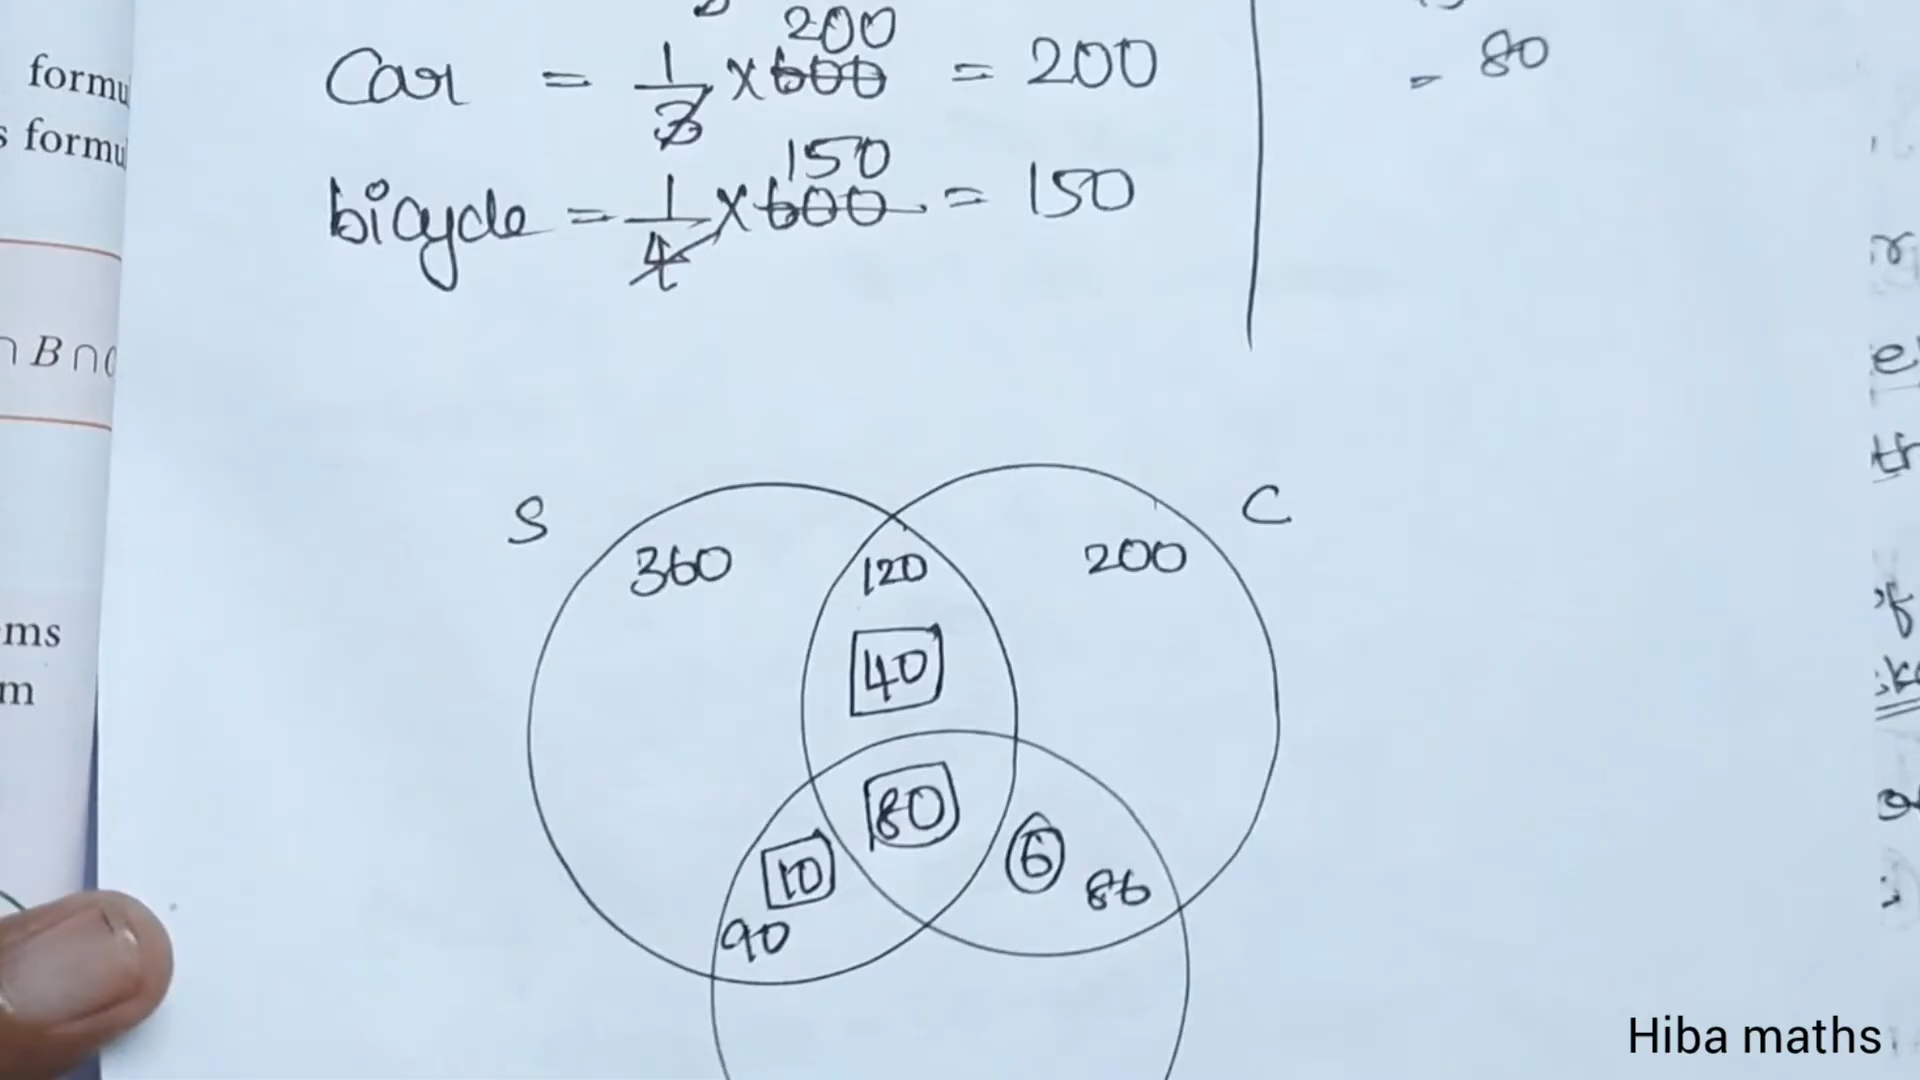 formu
s formu
∩ B ∩ C
ms
m
200
Car = 1/3 × 600 = 200
150
bicycle = 1/4 × 600 = 150
= 80
S
C
360
120
200
40
80
10
6
86
90
Hiba maths